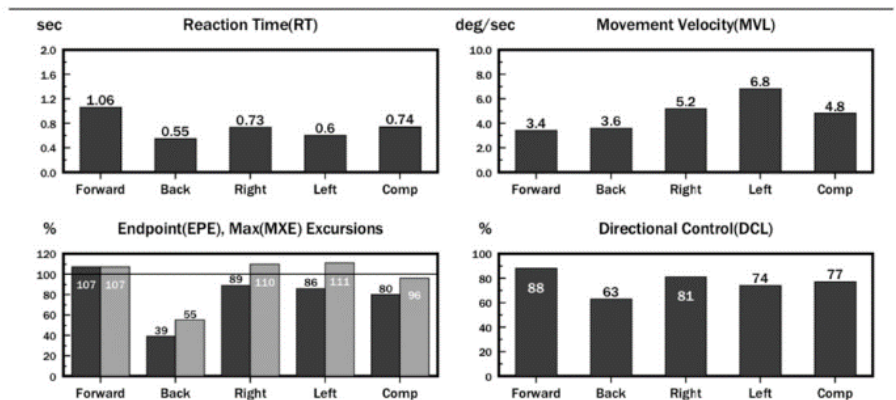 sec Reaction Time(RT)
2.0
1.6
1.2
0.8
0.4
0.0
1.06 0.55 0.73 0.6 0.74
Forward Back Right Left Comp
deg/sec Movement Velocity(MVL)
10.0
8.0
6.0
4.0
2.0
0.0
3.4 3.6 5.2 6.8 4.8
Forward Back Right Left Comp
% Endpoint(EPE), Max(MXE) Excursions
120
100
80
60
40
20
0
107 107 39 55 89 110 86 111 80 96
Forward Back Right Left Comp
% Directional Control(DCL)
100
80
60
40
20
0
88 63 81 74 77
Forward Back Right Left Comp